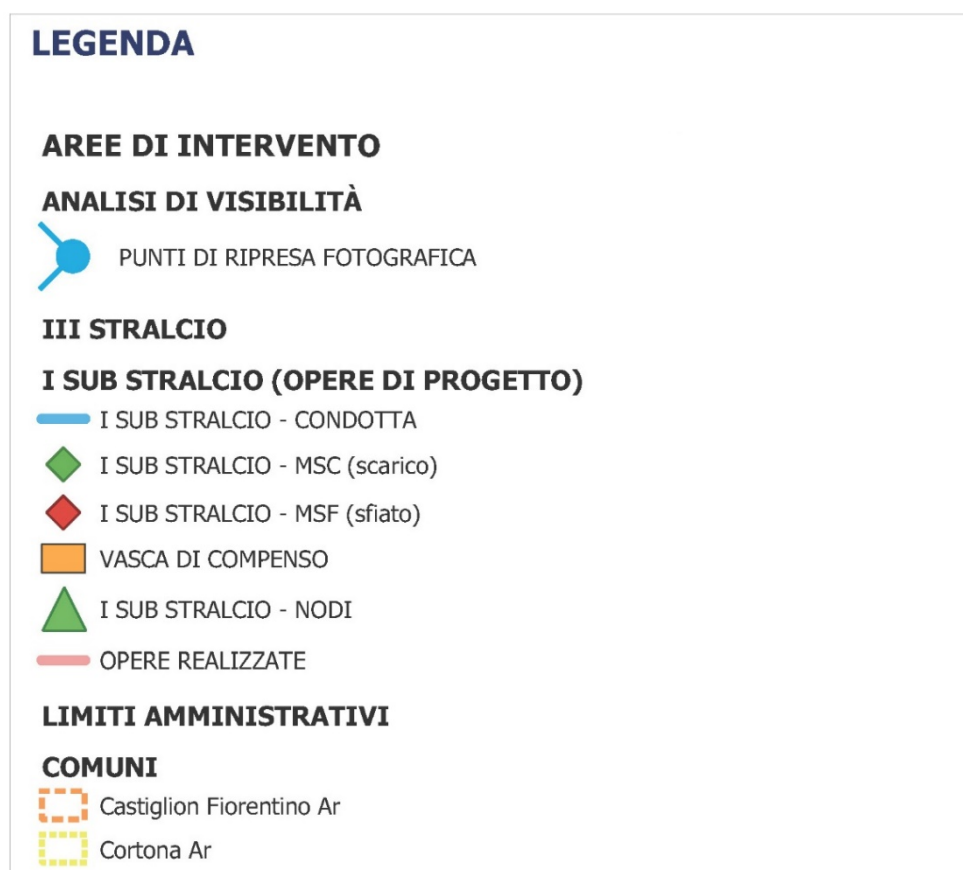 LEGENDA
AREE DI INTERVENTO
ANALISI DI VISIBILITÀ
PUNTI DI RIPRESA FOTOGRAFICA
III STRALCIO
I SUB STRALCIO (OPERE DI PROGETTO)
I SUB STRALCIO - CONDOTTA
I SUB STRALCIO - MSC (scarico)
I SUB STRALCIO - MSF (sfiato)
VASCA DI COMPENSO
I SUB STRALCIO - NODI
OPERE REALIZZATE
LIMITI AMMINISTRATIVI
COMUNI
Castiglion Fiorentino Ar
Cortona Ar